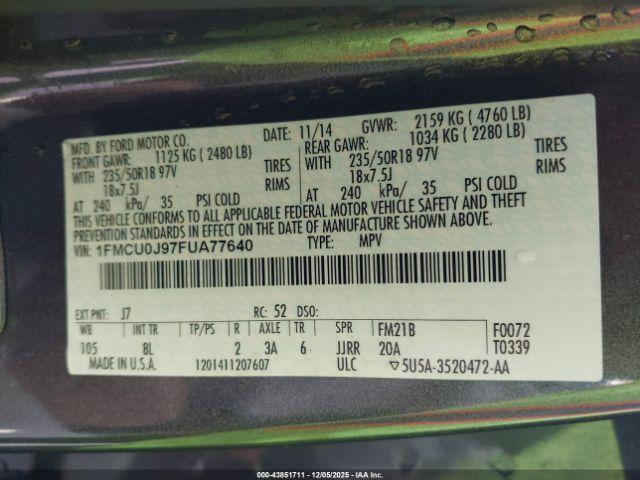 MFD. BY FORD MOTOR CO. DATE: 11/14 GVWR: 2159 KG ( 4760 LB)
FRONT GAWR: 1125 KG ( 2480 LB) REAR GAWR: 1034 KG ( 2280 LB)
WITH 235/50R18 97V TIRES WITH 235/50R18 97V TIRES
18x7.5J RIMS 18x7.5J RIMS
AT 240 kPa/ 35 PSI COLD AT 240 kPa/ 35 PSI COLD
THIS VEHICLE CONFORMS TO ALL APPLICABLE FEDERAL MOTOR VEHICLE SAFETY AND THEFT
PREVENTION STANDARDS IN EFFECT ON THE DATE OF MANUFACTURE SHOWN ABOVE.
VIN: 1FMCU0J97FUA77640 TYPE: MPV
EXT PNT: J7 RC: 52 DSO:
WB INT TR TP/PS R AXLE TR SPR FM21B F0072
105 8L 2 3A 6 JJRR 20A T0339
MADE IN U.S.A. 1201411207607 ULC ▽5U5A-3520472-AA
000-43851711 - 12/05/2025 - IAA Inc.